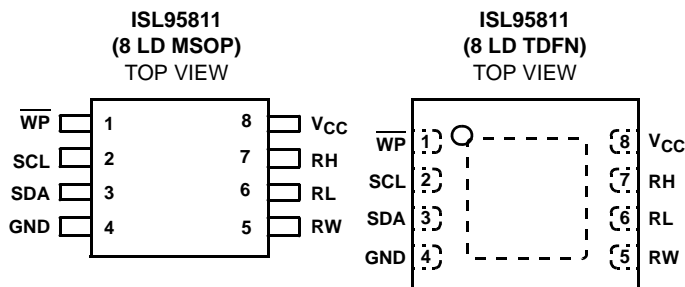 ISL95811
(8 LD MSOP)
TOP VIEW
WP 1 8 VCC
SCL 2 7 RH
SDA 3 6 RL
GND 4 5 RW
ISL95811
(8 LD TDFN)
TOP VIEW
WP 1 8 VCC
SCL 2 7 RH
SDA 3 6 RL
GND 4 5 RW